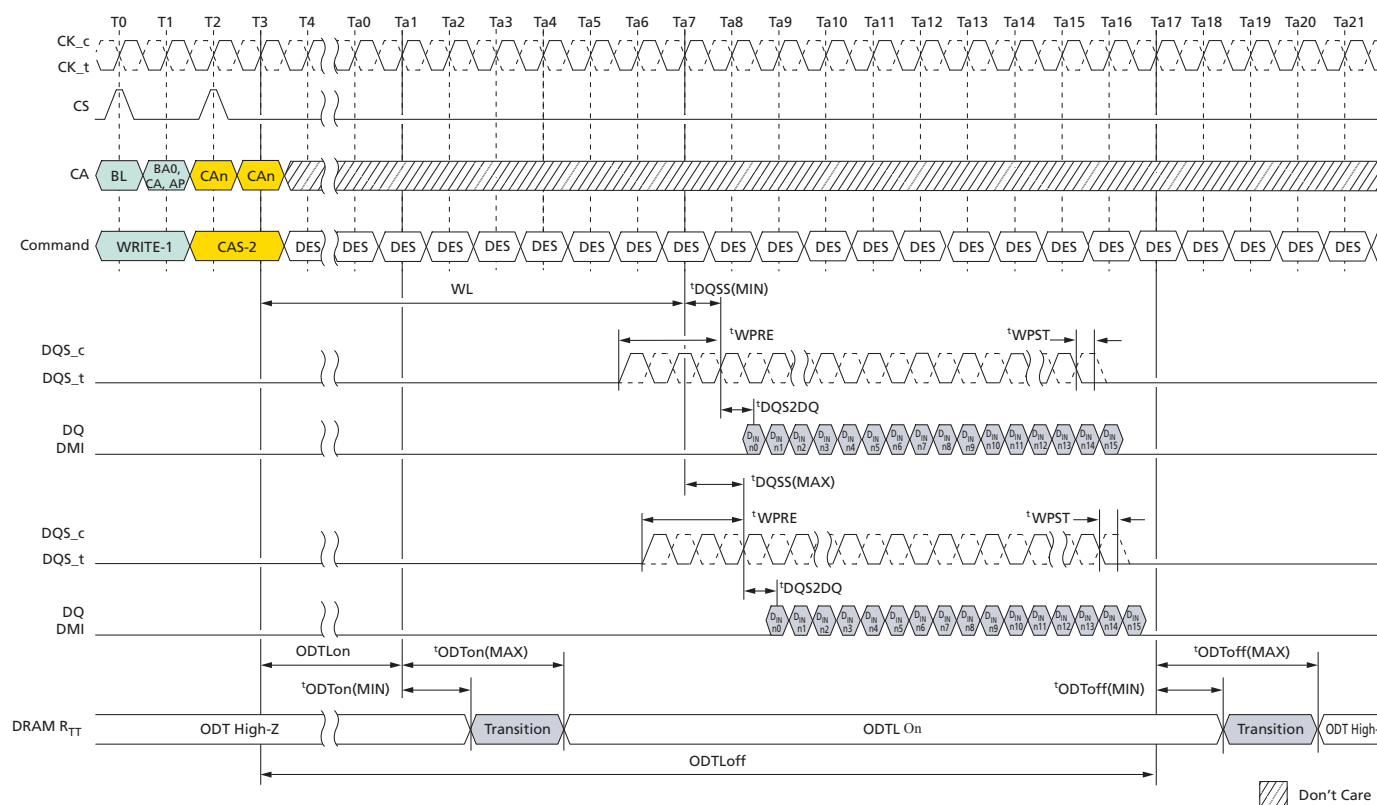 T0 T1 T2 T3 T4 Ta0 Ta1 Ta2 Ta3 Ta4 Ta5 Ta6 Ta7 Ta8 Ta9 Ta10 Ta11 Ta12 Ta13 Ta14 Ta15 Ta16 Ta17 Ta18 Ta19 Ta20 Ta21
CK_c
CK_t
CS
CA BL BA0, CA, AP CAn CAn
Command WRITE-1 CAS-2 DES DES DES DES DES DES DES DES DES DES DES DES DES DES DES DES DES DES DES DES DES DES DES
WL tDQSS(MIN)
tWPRE tWPST
DQS_c
DQS_t
tDQS2DQ
DQ
DMI
DIN n0 DIN n1 DIN n2 DIN n3 DIN n4 DIN n5 DIN n6 DIN n7 DIN n8 DIN n9 DIN n10 DIN n11 DIN n12 DIN n13 DIN n14 DIN n15
tDQSS(MAX)
tWPRE tWPST
DQS_c
DQS_t
tDQS2DQ
DQ
DMI
DIN n0 DIN n1 DIN n2 DIN n3 DIN n4 DIN n5 DIN n6 DIN n7 DIN n8 DIN n9 DIN n10 DIN n11 DIN n12 DIN n13 DIN n14 DIN n15
ODTLon tODTon(MAX) tODToff(MAX)
tODTon(MIN) tODToff(MIN)
DRAM RTT ODT High-Z Transition ODTL On Transition ODT High-
ODTLoff
Don't Care